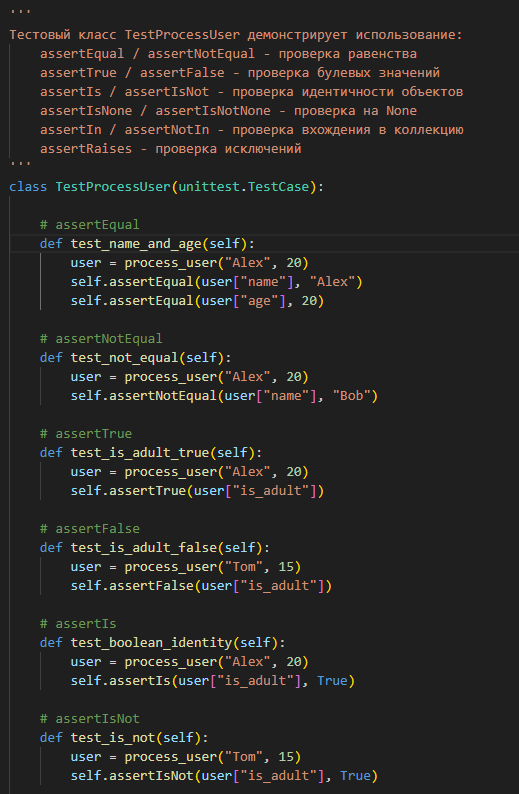 '''
Тестовый класс TestProcessUser демонстрирует использование:
    assertEqual / assertNotEqual - проверка равенства
    assertTrue / assertFalse - проверка булевых значений
    assertIs / assertIsNot - проверка идентичности объектов
    assertIsNone / assertIsNotNone - проверка на None
    assertIn / assertNotIn - проверка вхождения в коллекцию
    assertRaises - проверка исключений
'''
class TestProcessUser(unittest.TestCase):

    # assertEqual
    def test_name_and_age(self):
        user = process_user("Alex", 20)
        self.assertEqual(user["name"], "Alex")
        self.assertEqual(user["age"], 20)

    # assertNotEqual
    def test_not_equal(self):
        user = process_user("Alex", 20)
        self.assertNotEqual(user["name"], "Bob")

    # assertTrue
    def test_is_adult_true(self):
        user = process_user("Alex", 20)
        self.assertTrue(user["is_adult"])

    # assertFalse
    def test_is_adult_false(self):
        user = process_user("Tom", 15)
        self.assertFalse(user["is_adult"])

    # assertIs
    def test_boolean_identity(self):
        user = process_user("Alex", 20)
        self.assertIs(user["is_adult"], True)

    # assertIsNot
    def test_is_not(self):
        user = process_user("Tom", 15)
        self.assertIsNot(user["is_adult"], True)